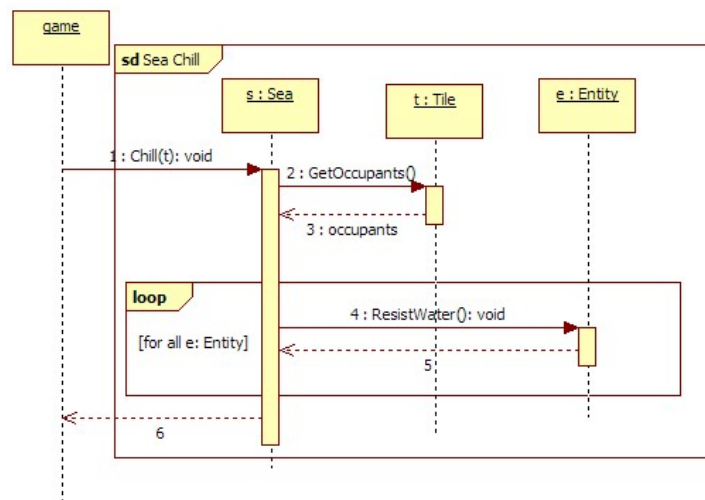 game
sd Sea Chill
s : Sea
t : Tile
e : Entity
1 : Chill(t): void
2 : GetOccupants()
3 : occupants
loop
4 : ResistWater(): void
[for all e: Entity]
5
6